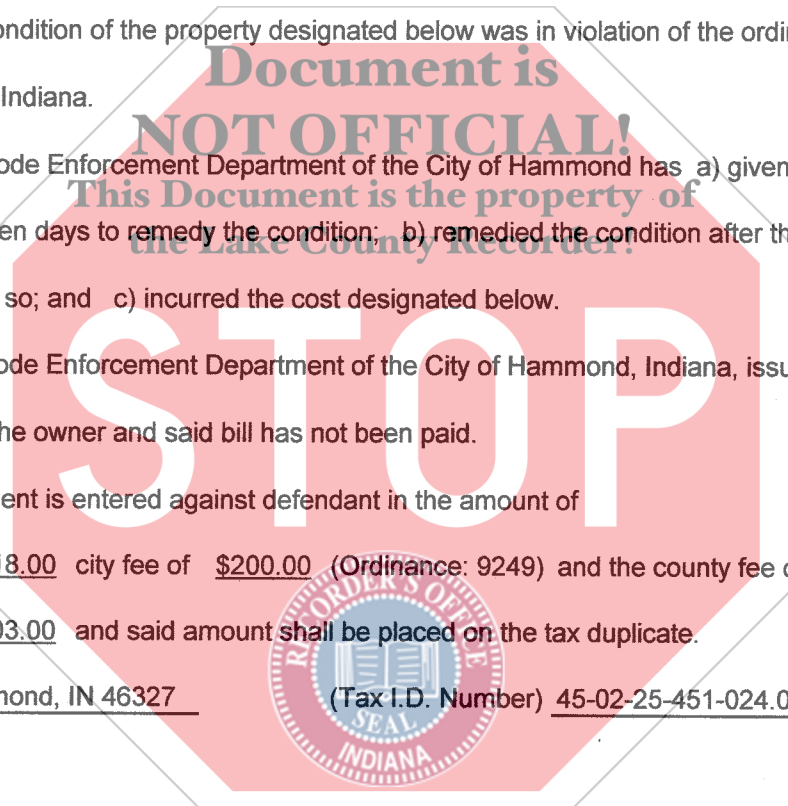 ondition of the property designated below was in violation of the ordi
Document is
Indiana.
NOT OFFICIAL!
ode Enforcement Department of the City of Hammond has a) given
This Document is the property of
en days to remedy the condition; b) remedied the condition after th
the Lake County Recorder!
so; and c) incurred the cost designated below.
STOP
ode Enforcement Department of the City of Hammond, Indiana, issu
he owner and said bill has not been paid.
ent is entered against defendant in the amount of
8.00 city fee of $200.00 (Ordinance: 9249) and the county fee o
03.00 and said amount shall be placed on the tax duplicate.
RECORDER'S OFFICE
mond, IN 46327 (Tax I.D. Number) 45-02-25-451-024.0
SEAL
INDIANA